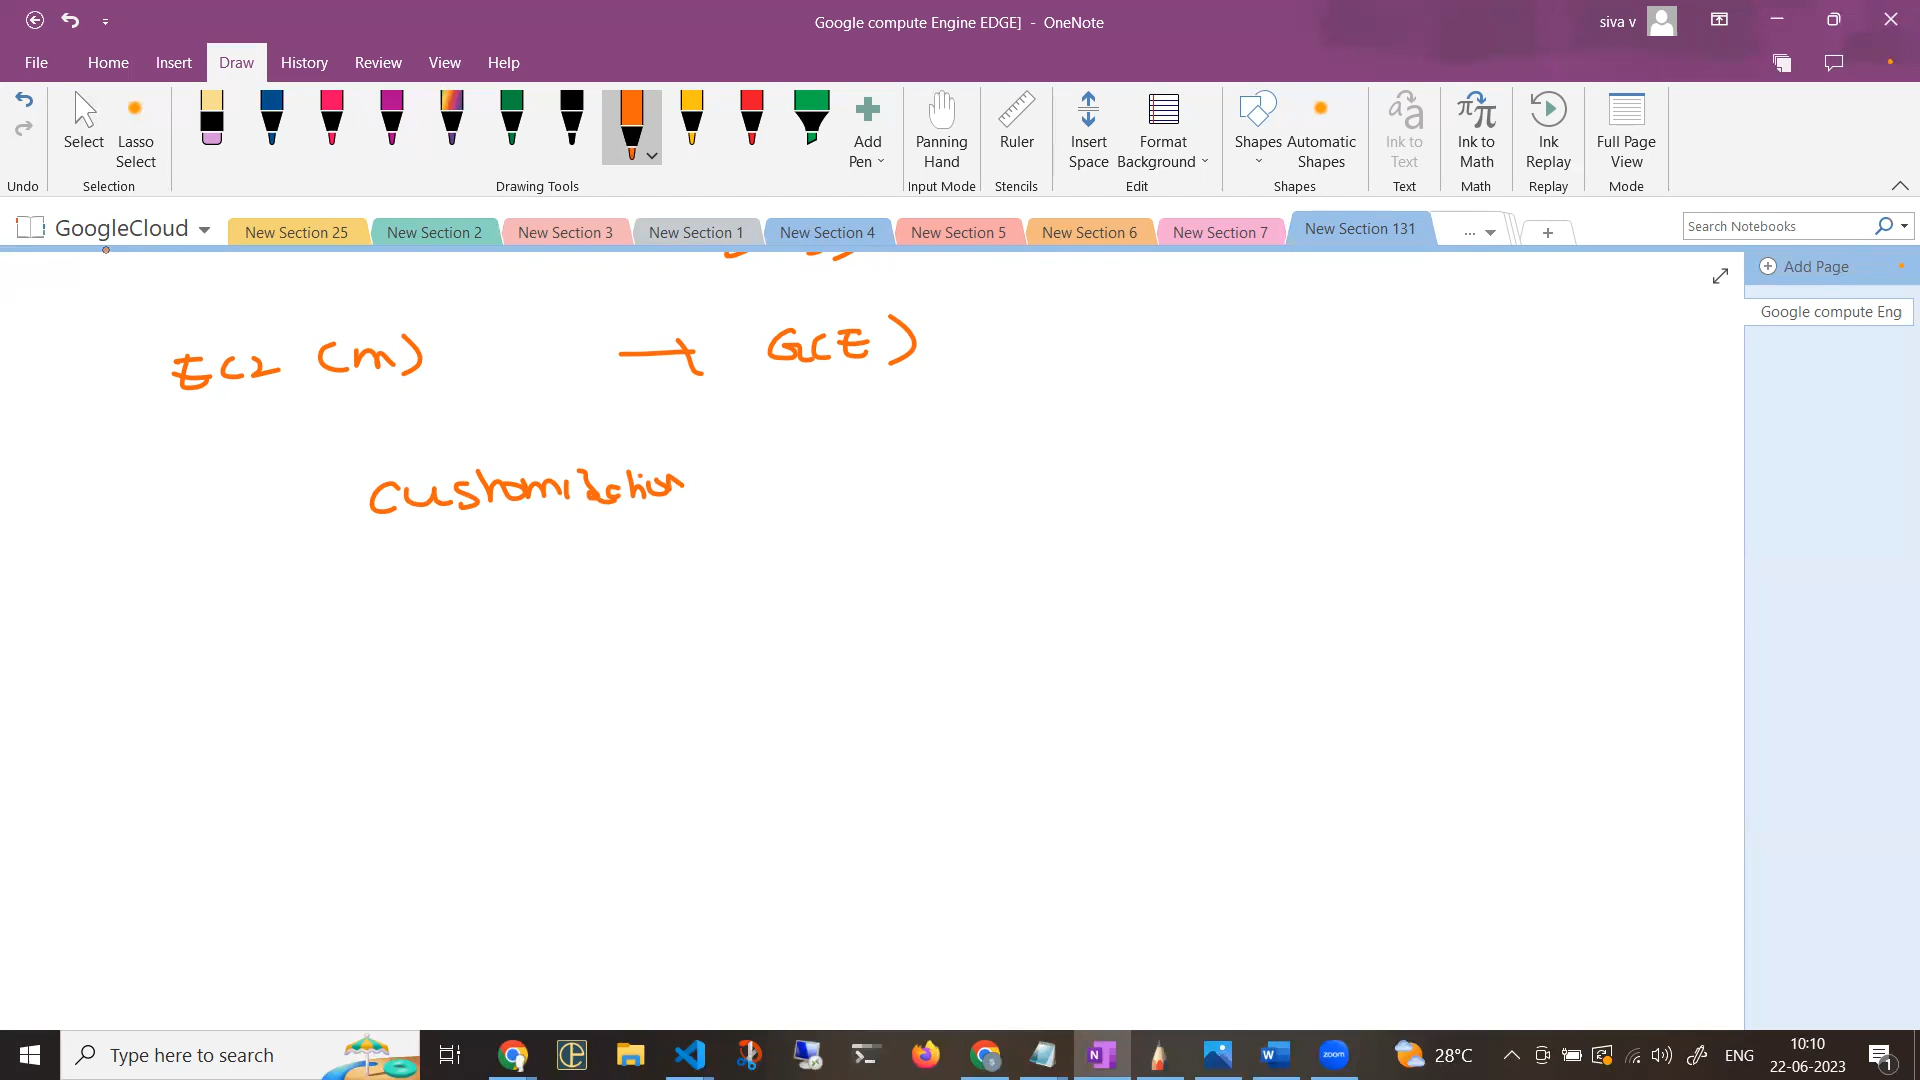 Google compute Engine EDGE] - OneNote
siva v
File Home Insert Draw History Review View Help
Undo
Select
Lasso Select
Selection
Drawing Tools
Add Pen
Panning Hand
Input Mode
Ruler
Stencils
Insert Space
Format Background
Edit
Shapes
Automatic Shapes
Shapes
Ink to Text
Text
Ink to Math
Math
Ink Replay
Replay
Full Page View
Mode
GoogleCloud
New Section 25 New Section 2 New Section 3 New Section 1 New Section 4 New Section 5 New Section 6 New Section 7 New Section 131 ...
Search Notebooks
Add Page
Google compute Eng
EC2 (m) → GCE)
customization
Type here to search
zoom
28°C
ENG
10:10
22-06-2023
1